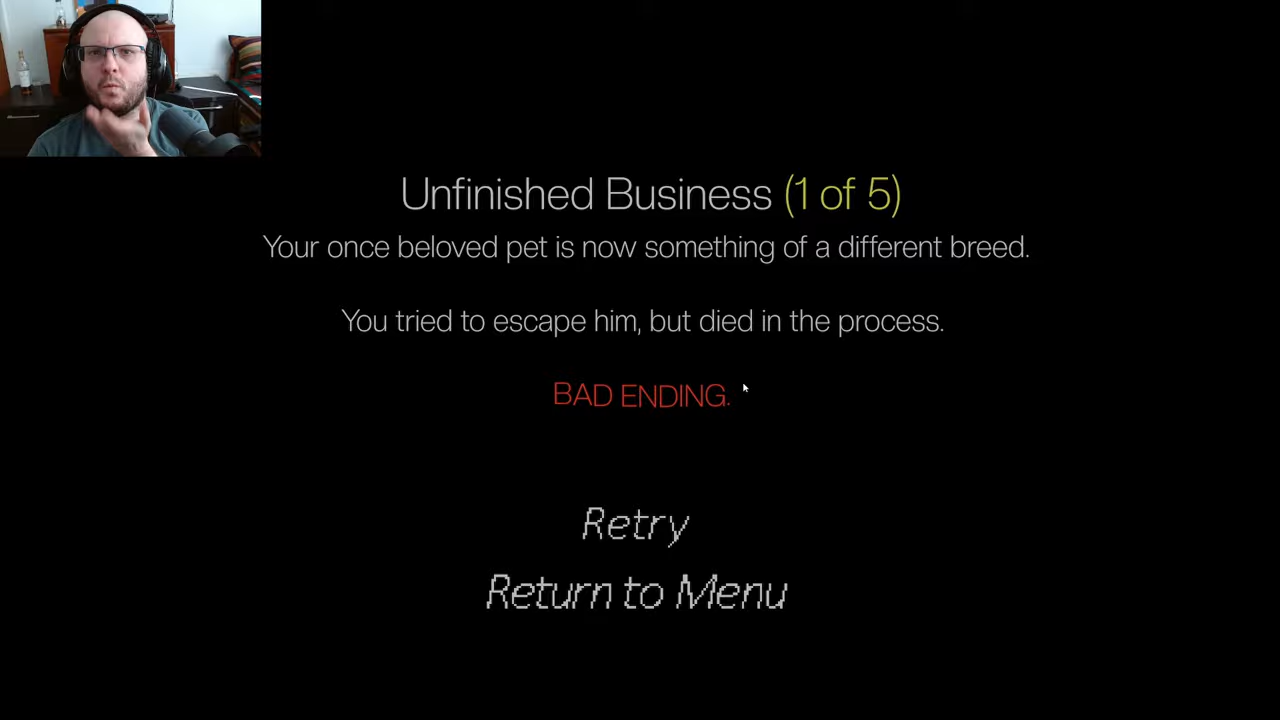 Unfinished Business (1 of 5)
Your once beloved pet is now something of a different breed.
You tried to escape him, but died in the process.
BAD ENDING.
Retry
Return to Menu